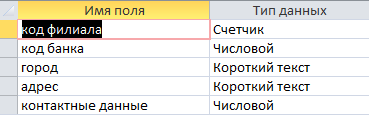 Имя поля Тип данных
код филиала Счетчик
код банка Числовой
город Короткий текст
адрес Короткий текст
контактные данные Числовой